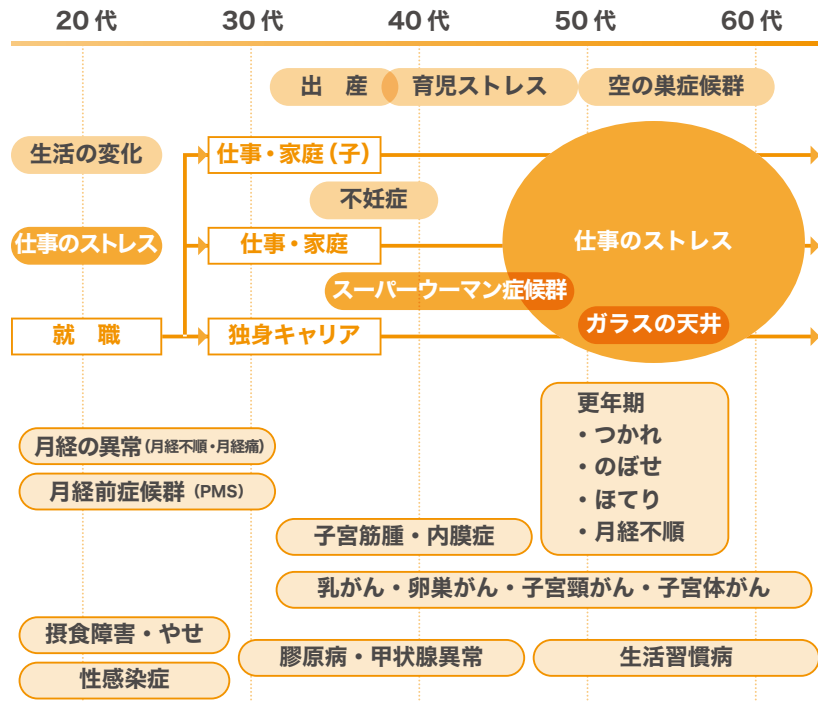 20代 30代 40代 50代 60代
出　産 育児ストレス 空の巣症候群
生活の変化 仕事・家庭(子)
不妊症
仕事のストレス 仕事・家庭 仕事のストレス
スーパーウーマン症候群
就　職 独身キャリア ガラスの天井
更年期
・つかれ
・のぼせ
・ほてり
・月経不順
月経の異常(月経不順・月経痛)
月経前症候群 (PMS)
子宮筋腫・内膜症
乳がん・卵巣がん・子宮頸がん・子宮体がん
摂食障害・やせ
膠原病・甲状腺異常 生活習慣病
性感染症